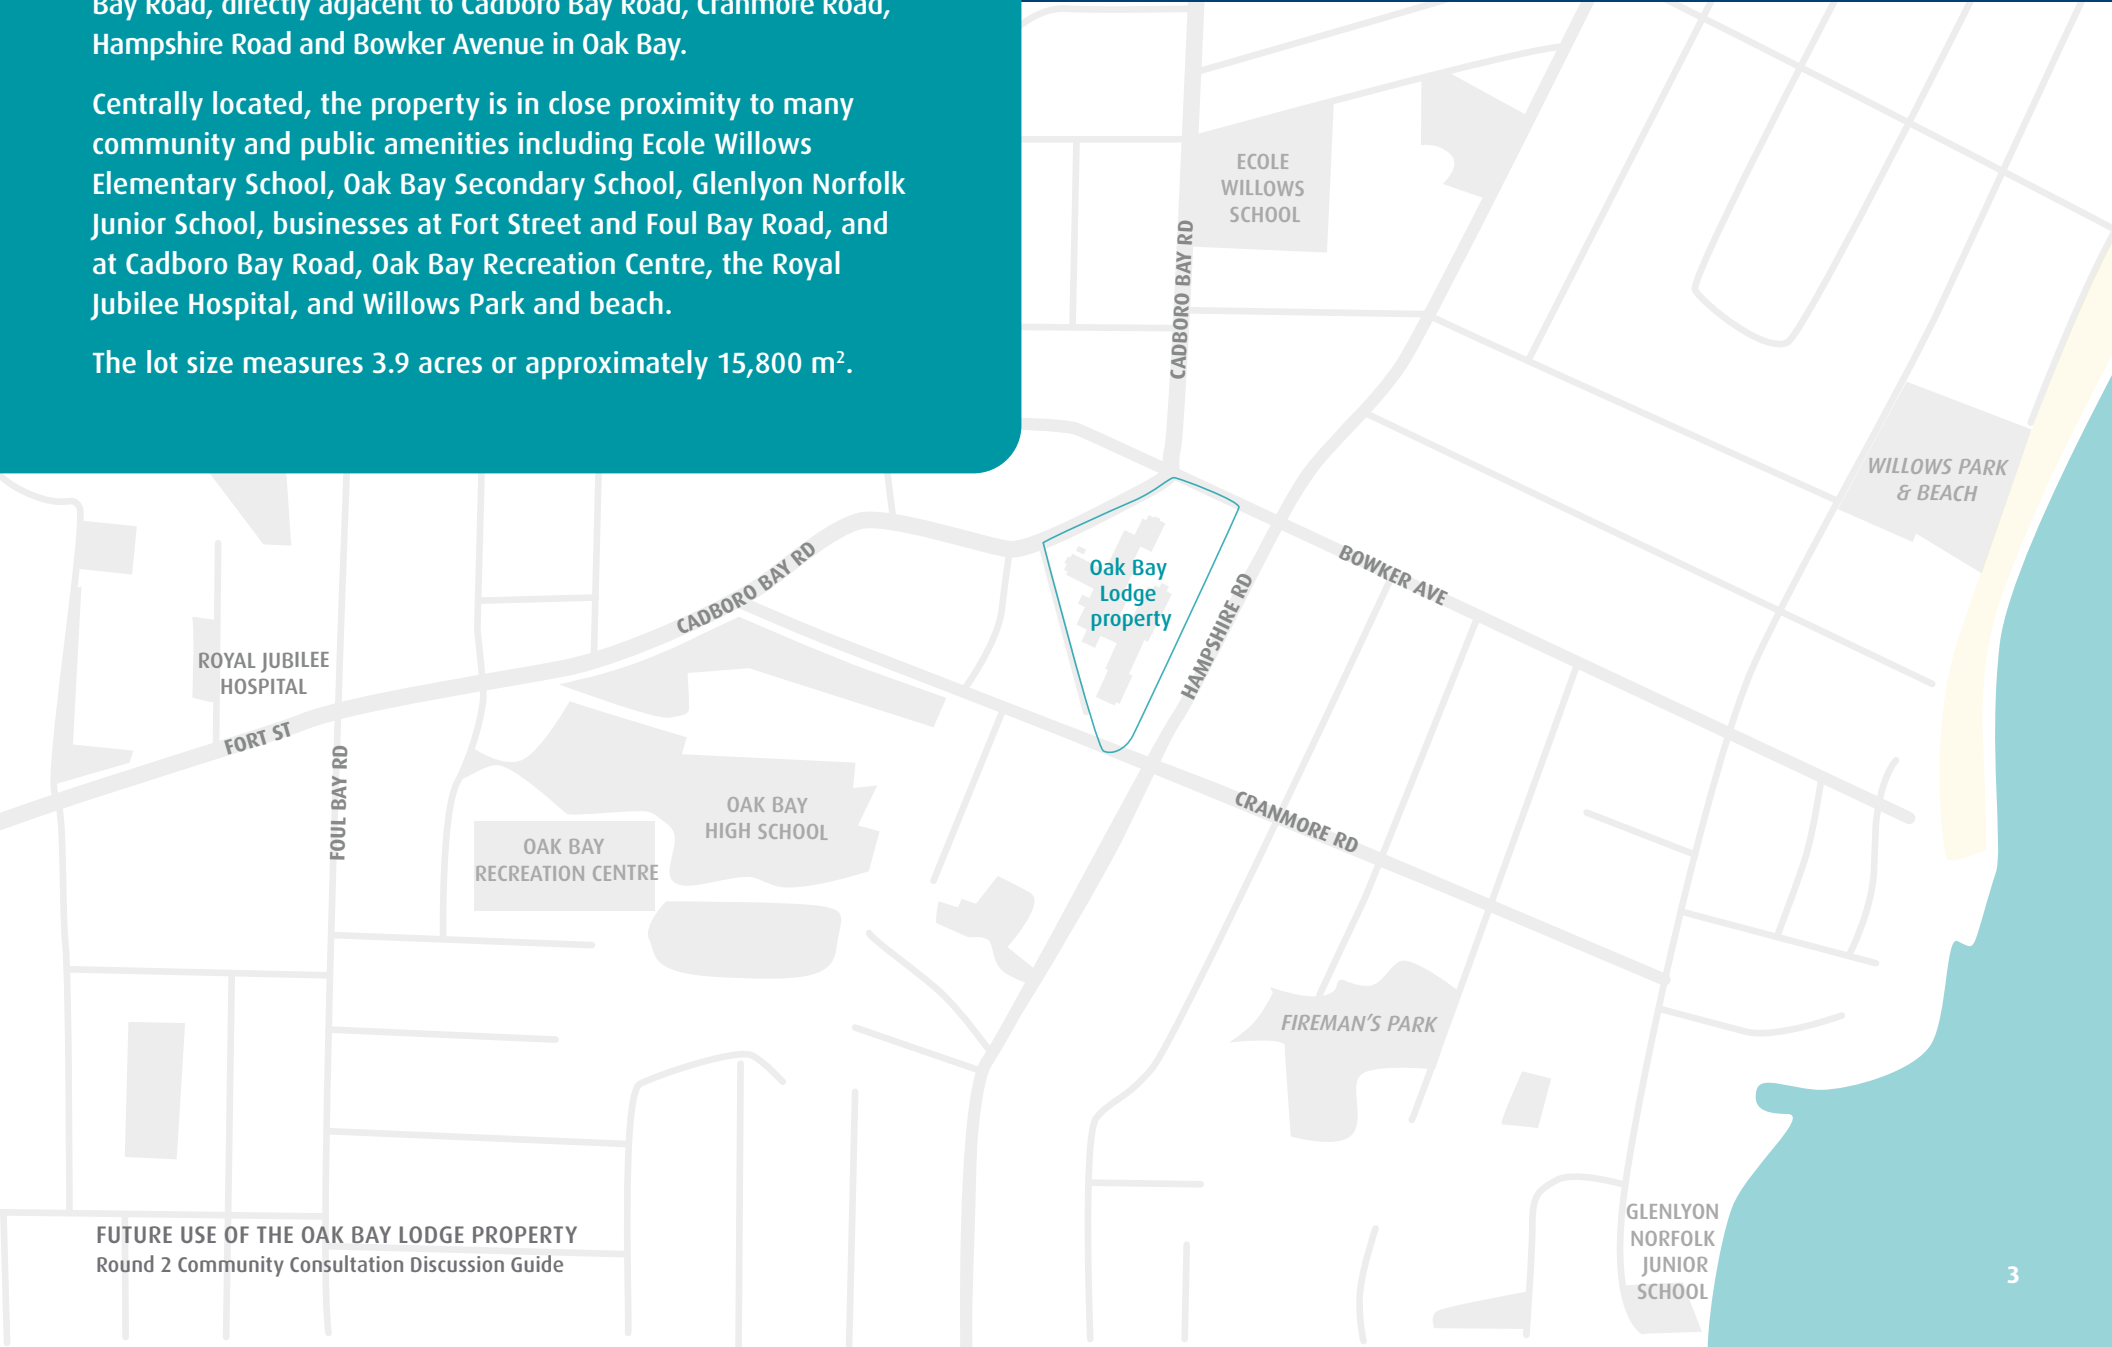 Bay Road, directly adjacent to Cadboro Bay Road, Cranmore Road,
Hampshire Road and Bowker Avenue in Oak Bay.
Centrally located, the property is in close proximity to many
community and public amenities including Ecole Willows
Elementary School, Oak Bay Secondary School, Glenlyon Norfolk
Junior School, businesses at Fort Street and Foul Bay Road, and
at Cadboro Bay Road, Oak Bay Recreation Centre, the Royal
Jubilee Hospital, and Willows Park and beach.
The lot size measures 3.9 acres or approximately 15,800 m².
ECOLE
WILLOWS
SCHOOL
CADBORO BAY RD
WILLOWS PARK
& BEACH
CADBORO BAY RD
Oak Bay
Lodge
property
HAMPSHIRE RD
BOWKER AVE
ROYAL JUBILEE
HOSPITAL
FORT ST
FOUL BAY RD
OAK BAY
HIGH SCHOOL
OAK BAY
RECREATION CENTRE
CRANMORE RD
FIREMAN'S PARK
GLENLYON
NORFOLK
JUNIOR
SCHOOL
FUTURE USE OF THE OAK BAY LODGE PROPERTY
Round 2 Community Consultation Discussion Guide
3